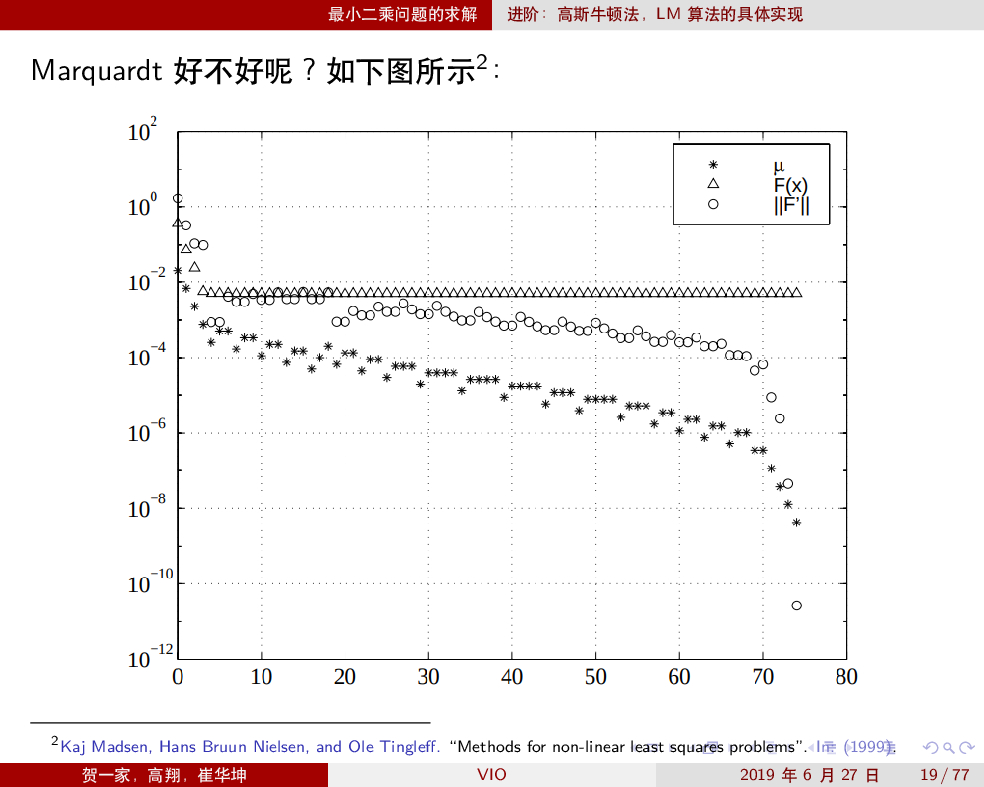 最小二乘问题的求解 进阶：高斯牛顿法，LM 算法的具体实现
Marquardt 好不好呢？如下图所示2：
10^2
10^0
10^−2
10^−4
10^−6
10^−8
10^−10
10^−12
μ
F(x)
||F'||
0 10 20 30 40 50 60 70 80
2Kaj Madsen, Hans Bruun Nielsen, and Ole Tingleff. “Methods for non-linear least squares problems”. In: (1999).
贺一家，高翔，崔华坤 VIO 2019 年 6 月 27 日 19 / 77